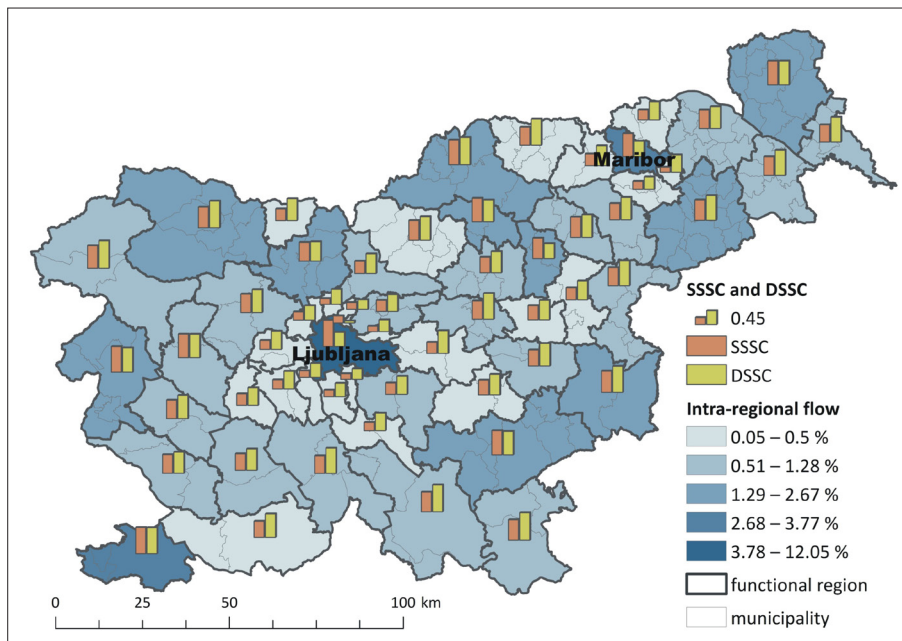 Maribor
Ljubljana
SSSC and DSSC
0.45
SSSC
DSSC
Intra-regional flow
0.05 – 0.5 %
0.51 – 1.28 %
1.29 – 2.67 %
2.68 – 3.77 %
3.78 – 12.05 %
functional region
municipality
0 25 50 100 km